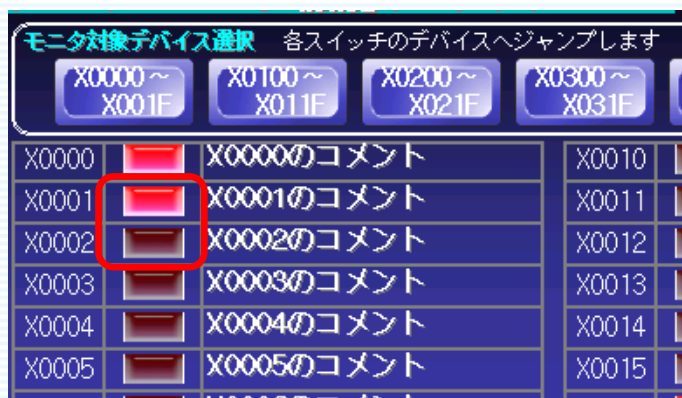 モニタ対象デバイス選択 各スイッチのデバイスへジャンプします
X0000～
X001F
X0100～
X011F
X0200～
X021F
X0300～
X031F
X0000 X0000のコメント X0010
X0001 X0001のコメント X0011
X0002 X0002のコメント X0012
X0003 X0003のコメント X0013
X0004 X0004のコメント X0014
X0005 X0005のコメント X0015